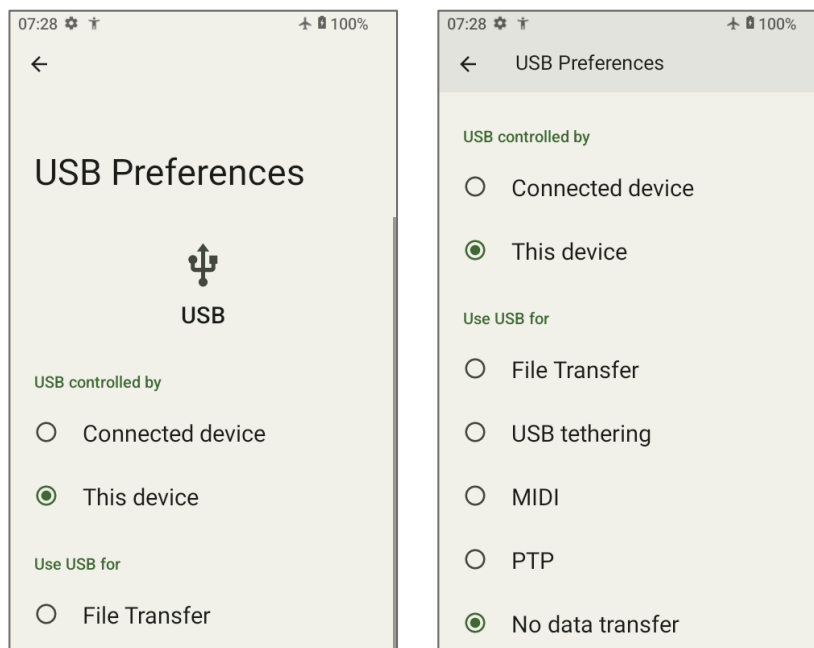 07:28 100%
USB Preferences
USB
USB controlled by
Connected device
This device
Use USB for
File Transfer
07:28 100%
USB Preferences
USB controlled by
Connected device
This device
Use USB for
File Transfer
USB tethering
MIDI
PTP
No data transfer